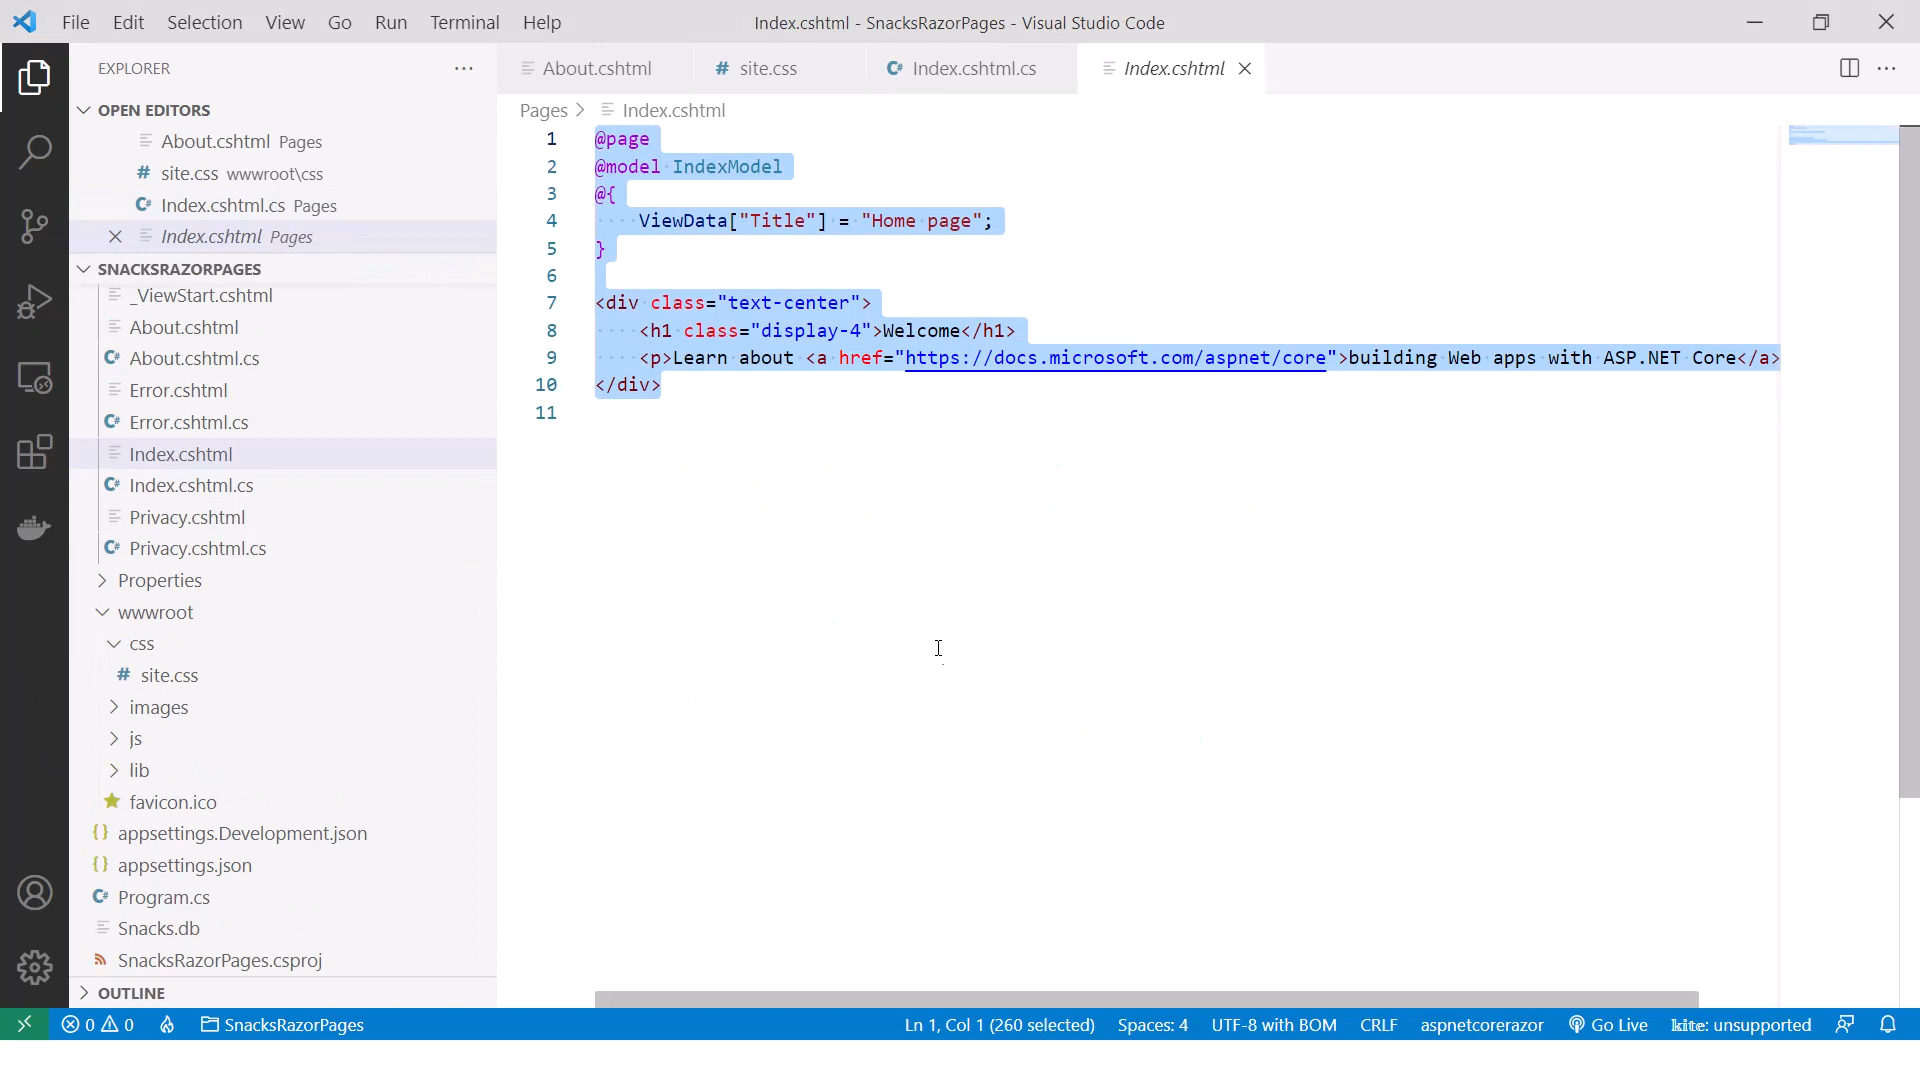 File Edit Selection View Go Run Terminal Help Index.cshtml - SnacksRazorPages - Visual Studio Code
EXPLORER
OPEN EDITORS
About.cshtml Pages
# site.css wwwroot\css
C# Index.cshtml.cs Pages
Index.cshtml Pages
SNACKSRAZORPAGES
_ViewStart.cshtml
About.cshtml
C# About.cshtml.cs
Error.cshtml
C# Error.cshtml.cs
Index.cshtml
C# Index.cshtml.cs
Privacy.cshtml
C# Privacy.cshtml.cs
Properties
wwwroot
css
# site.css
images
js
lib
favicon.ico
{} appsettings.Development.json
{} appsettings.json
C# Program.cs
Snacks.db
SnacksRazorPages.csproj
OUTLINE
About.cshtml # site.css C# Index.cshtml.cs Index.cshtml
Pages > Index.cshtml
1 @page
2 @model IndexModel
3 @{
4 ViewData["Title"] = "Home page";
5 }
6
7 <div class="text-center">
8 <h1 class="display-4">Welcome</h1>
9 <p>Learn about <a href="https://docs.microsoft.com/aspnet/core">building Web apps with ASP.NET Core</a>
10 </div>
11
0 0 SnacksRazorPages Ln 1, Col 1 (260 selected) Spaces: 4 UTF-8 with BOM CRLF aspnetcorerazor Go Live kite: unsupported